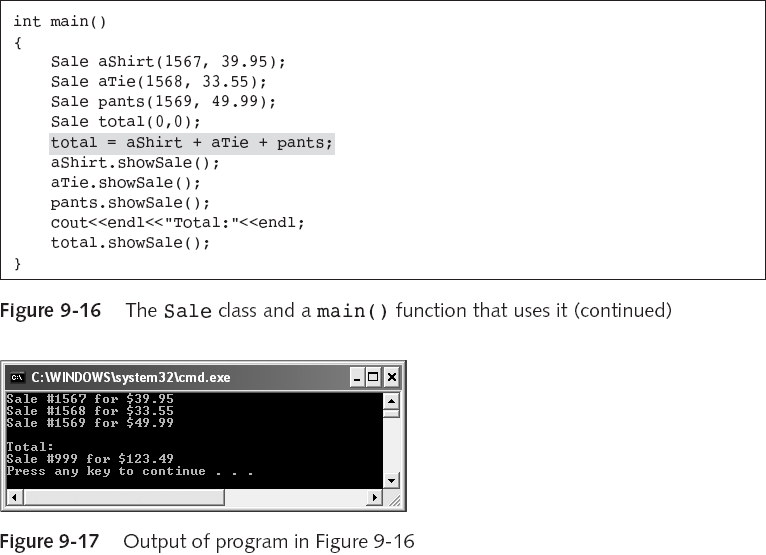 int main()
{
Sale aShirt(1567, 39.95);
Sale aTie(1568, 33.55);
Sale pants(1569, 49.99);
Sale total(0,0);
total = aShirt + aTie + pants;
aShirt.showSale();
aTie.showSale();
pants.showSale();
cout<<endl<<"Total:"<<endl;
total.showSale();
}
Figure 9-16 The Sale class and a main() function that uses it (continued)
C:\WINDOWS\system32\cmd.exe
Sale #1567 for $39.95
Sale #1568 for $33.55
Sale #1569 for $49.99
Total:
Sale #999 for $123.49
Press any key to continue . . .
Figure 9-17 Output of program in Figure 9-16